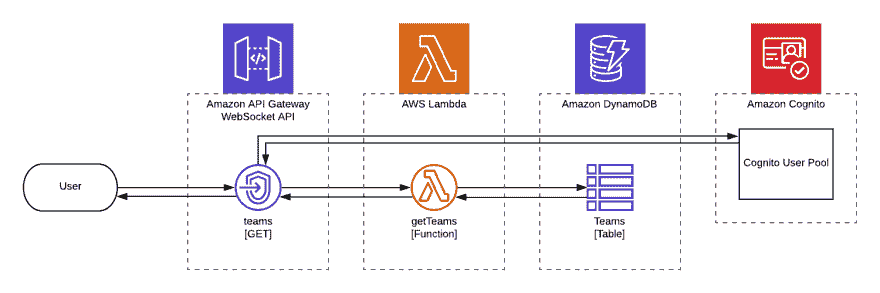 Amazon API Gateway
WebSocket API
AWS Lambda
Amazon DynamoDB
Amazon Cognito
User
Cognito User Pool
teams
[GET]
getTeams
[Function]
Teams
[Table]